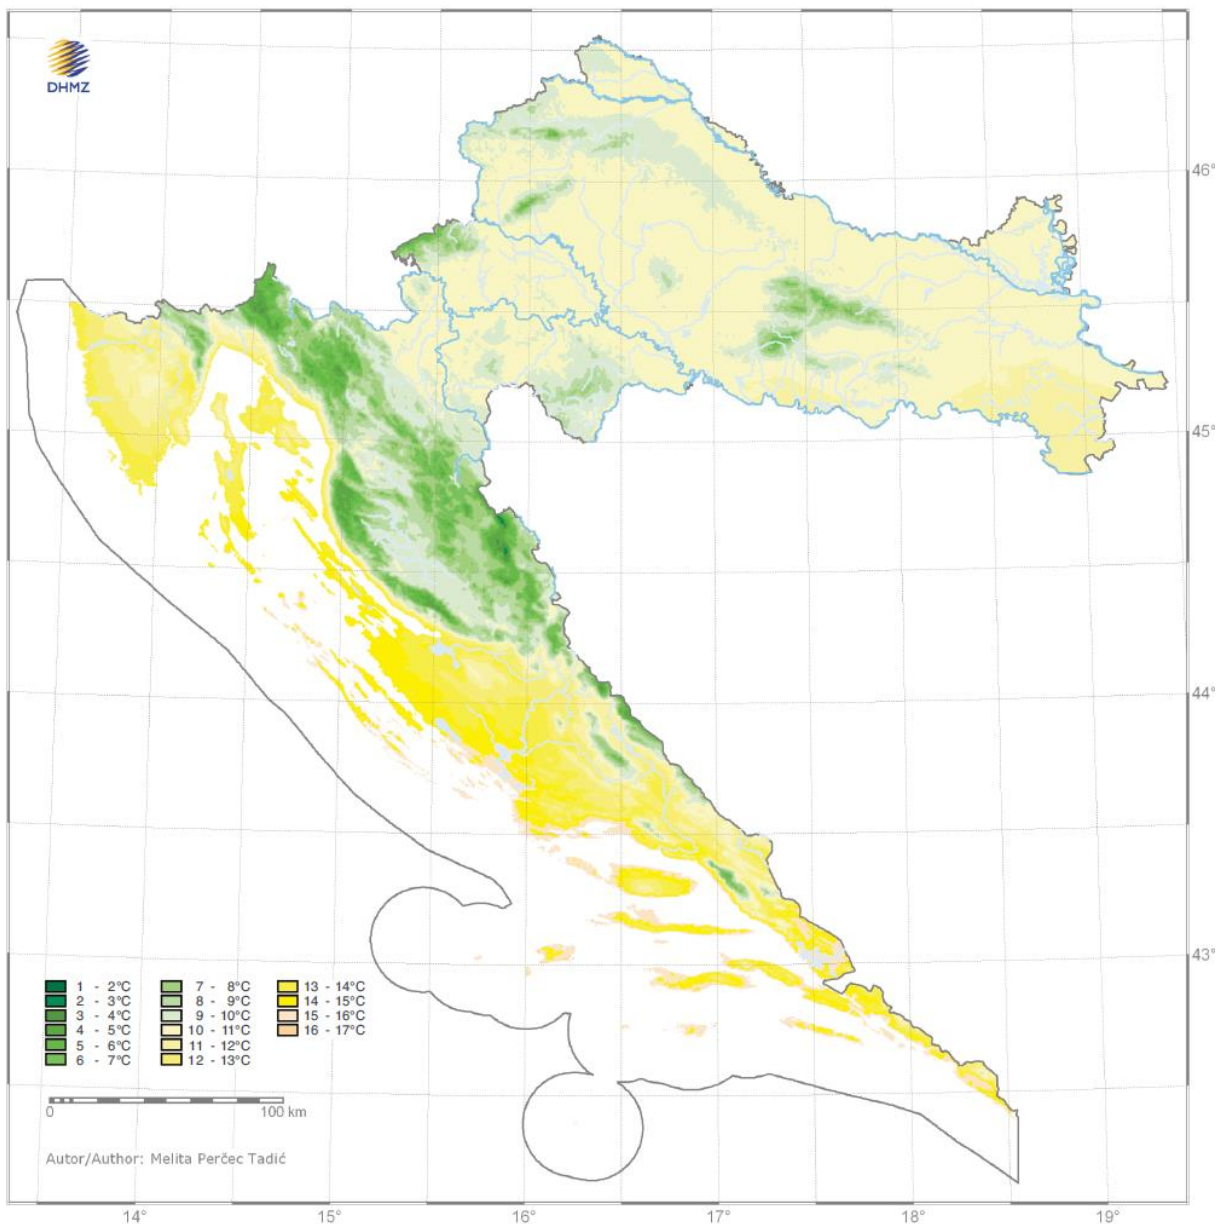 DHMZ
46°
45°
44°
43°
1 - 2°C
2 - 3°C
3 - 4°C
4 - 5°C
5 - 6°C
6 - 7°C
7 - 8°C
8 - 9°C
9 - 10°C
10 - 11°C
11 - 12°C
12 - 13°C
13 - 14°C
14 - 15°C
15 - 16°C
16 - 17°C
0 100 km
Autor/Author: Melita Perčec Tadić
14° 15° 16° 17° 18° 19°